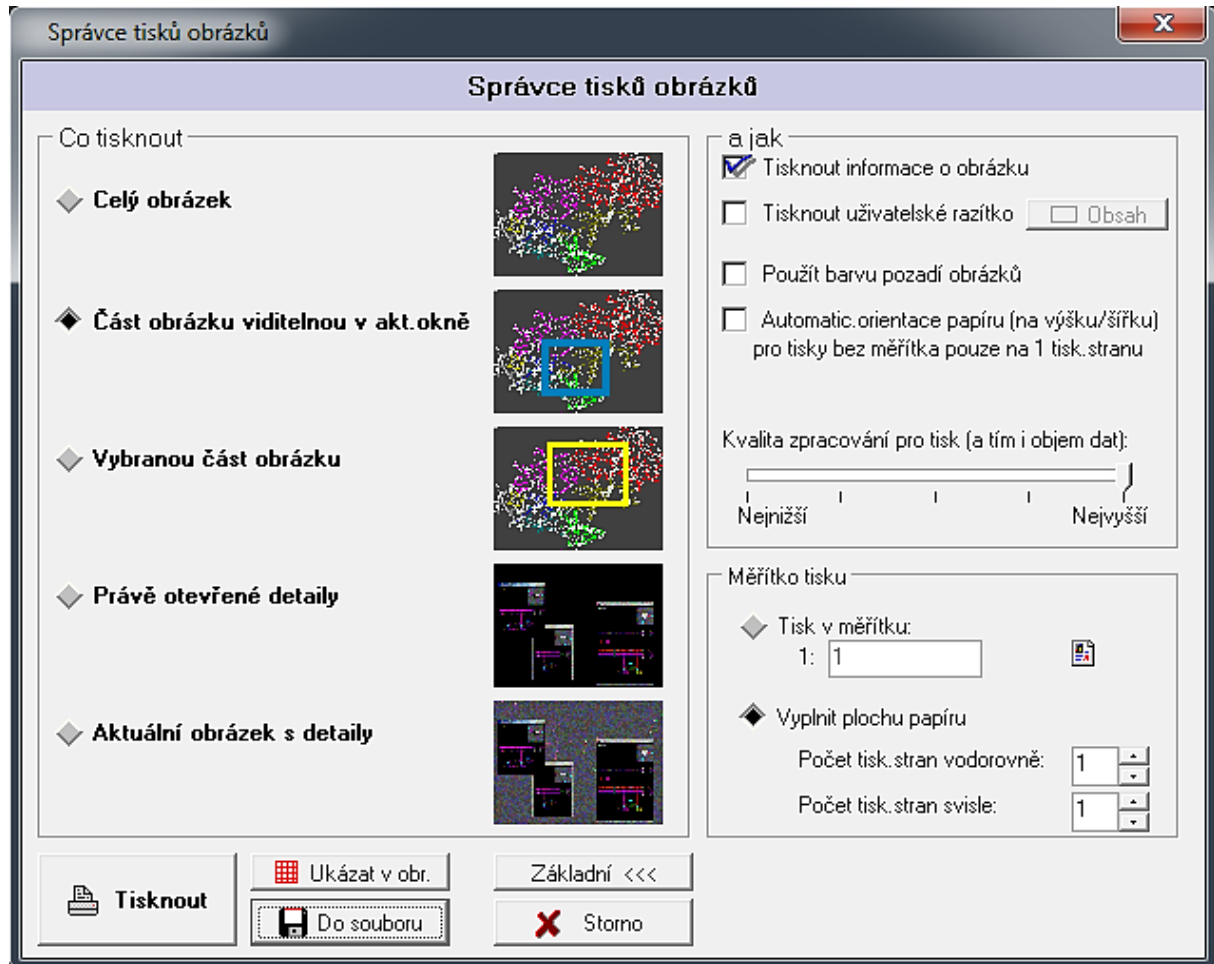 Správce tisků obrázků
Správce tisků obrázků
Co tisknout
Celý obrázek
Část obrázku viditelnou v akt.okně
Vybranou část obrázku
Právě otevřené detaily
Aktuální obrázek s detaily
a jak
Tisknout informace o obrázku
Tisknout uživatelské razítko
Obsah
Použít barvu pozadí obrázků
Automatic.orientace papíru (na výšku/šířku)
pro tisky bez měřítka pouze na 1 tisk.stranu
Kvalita zpracování pro tisk (a tím i objem dat):
Nejnižší Nejvyšší
Měřítko tisku
Tisk v měřítku:
1: 1
Vyplnit plochu papíru
Počet tisk.stran vodorovně: 1
Počet tisk.stran svisle: 1
Tisknout
Ukázat v obr.
Základní <<<
Do souboru
Storno